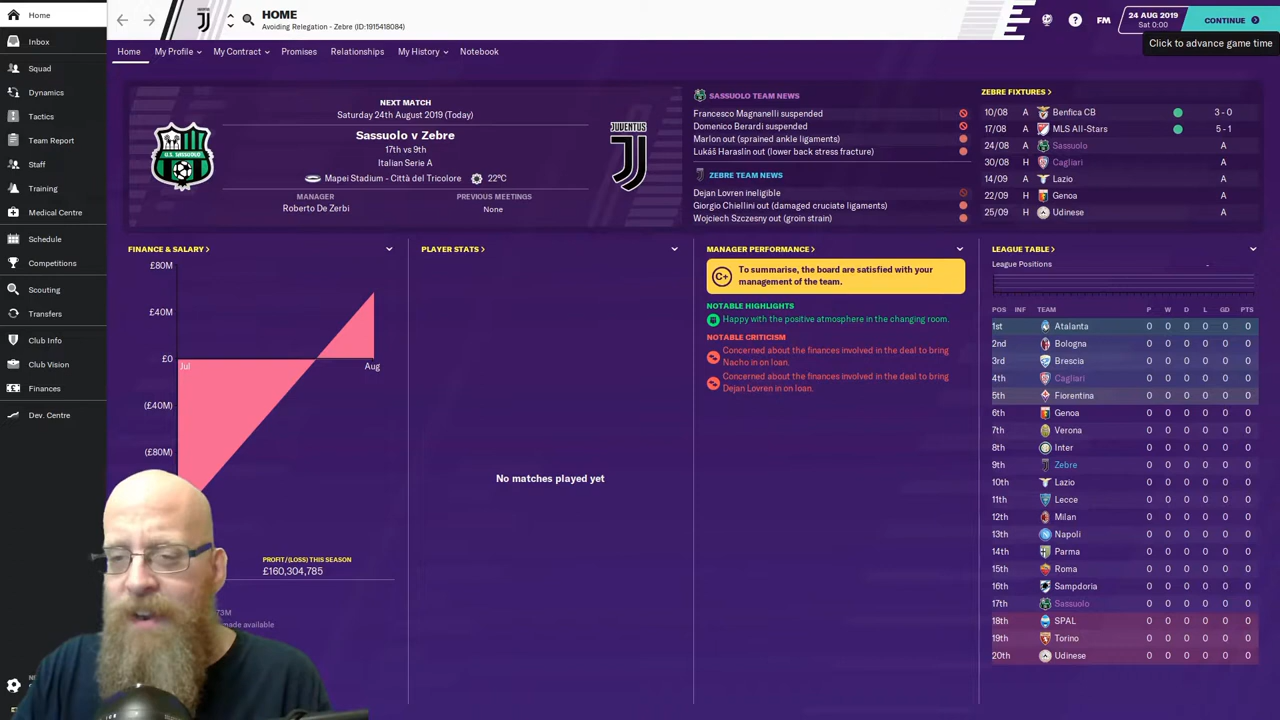 Home
Inbox
Squad
Dynamics
Tactics
Team Report
Staff
Training
Medical Centre
Schedule
Competitions
Scouting
Transfers
Club Info
Club Vision
Finances
Dev. Centre
HOME
Avoiding Relegation - Zebre (ID:1915418084)
FM
24 AUG 2019
Sat 0:00
CONTINUE
Click to advance game time
Home
My Profile
My Contract
Promises
Relationships
My History
Notebook
NEXT MATCH
Saturday 24th August 2019 (Today)
Sassuolo v Zebre
17th vs 9th
Italian Serie A
Mapei Stadium - Città del Tricolore
22°C
MANAGER
Roberto De Zerbi
PREVIOUS MEETINGS
None
JUVENTUS
SASSUOLO TEAM NEWS
Francesco Magnanelli suspended
Domenico Berardi suspended
Marlon out (sprained ankle ligaments)
Lukáš Haraslín out (lower back stress fracture)
ZEBRE TEAM NEWS
Dejan Lovren ineligible
Giorgio Chiellini out (damaged cruciate ligaments)
Wojciech Szczesny out (groin strain)
ZEBRE FIXTURES
10/08 A Benfica CB 3 - 0
17/08 A MLS All-Stars 5 - 1
24/08 A Sassuolo A
30/08 H Cagliari A
14/09 A Lazio A
22/09 H Genoa A
25/09 H Udinese A
FINANCE & SALARY
£80M
£40M
£0
(£40M)
(£80M)
Jul
Aug
PROFIT/(LOSS) THIS SEASON
£160,304,785
73M
made available
PLAYER STATS
No matches played yet
MANAGER PERFORMANCE
C+
To summarise, the board are satisfied with your
management of the team.
NOTABLE HIGHLIGHTS
Happy with the positive atmosphere in the changing room.
NOTABLE CRITICISM
Concerned about the finances involved in the deal to bring
Nacho in on loan.
Concerned about the finances involved in the deal to bring
Dejan Lovren in on loan.
LEAGUE TABLE
League Positions -
POS INF TEAM P W D L GD PTS
1st Atalanta 0 0 0 0 0 0
2nd Bologna 0 0 0 0 0 0
3rd Brescia 0 0 0 0 0 0
4th Cagliari 0 0 0 0 0 0
5th Fiorentina 0 0 0 0 0 0
6th Genoa 0 0 0 0 0 0
7th Verona 0 0 0 0 0 0
8th Inter 0 0 0 0 0 0
9th Zebre 0 0 0 0 0 0
10th Lazio 0 0 0 0 0 0
11th Lecce 0 0 0 0 0 0
12th Milan 0 0 0 0 0 0
13th Napoli 0 0 0 0 0 0
14th Parma 0 0 0 0 0 0
15th Roma 0 0 0 0 0 0
16th Sampdoria 0 0 0 0 0 0
17th Sassuolo 0 0 0 0 0 0
18th SPAL 0 0 0 0 0 0
19th Torino 0 0 0 0 0 0
20th Udinese 0 0 0 0 0 0